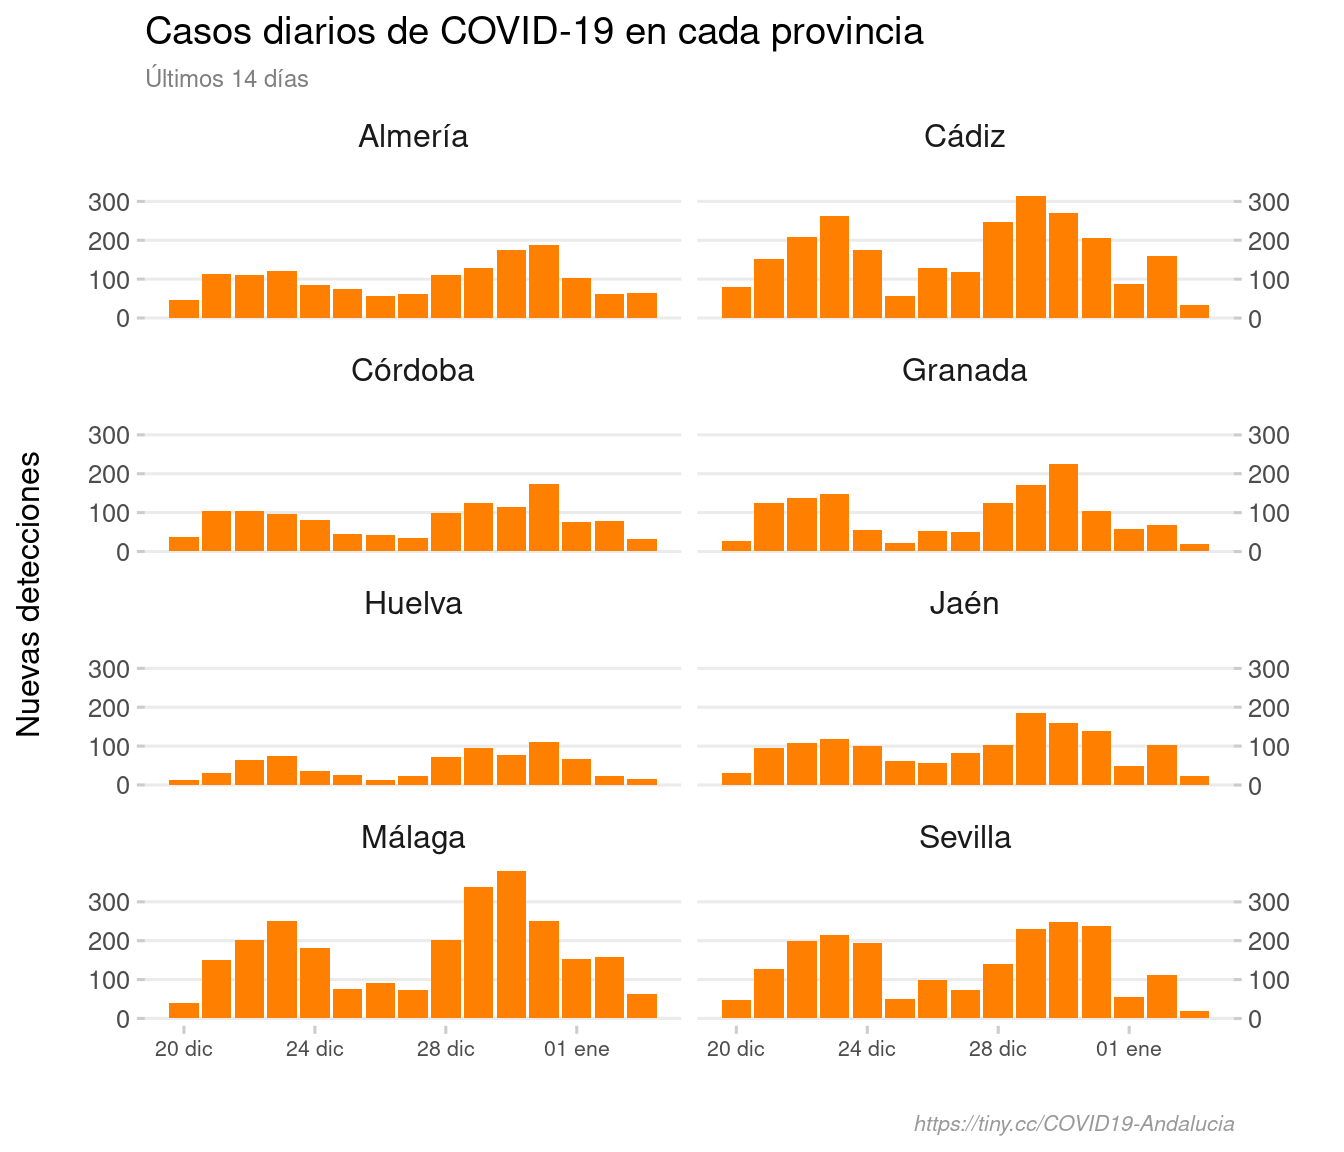 Casos diarios de COVID-19 en cada provincia
Últimos 14 días
Nuevas detecciones
Almería
Cádiz
300
200
100
0
300
200
100
0
Córdoba
Granada
300
200
100
0
300
200
100
0
Huelva
Jaén
300
200
100
0
300
200
100
0
Málaga
Sevilla
300
200
100
0
300
200
100
0
20 dic 24 dic 28 dic 01 ene
20 dic 24 dic 28 dic 01 ene
https://tiny.cc/COVID19-Andalucia